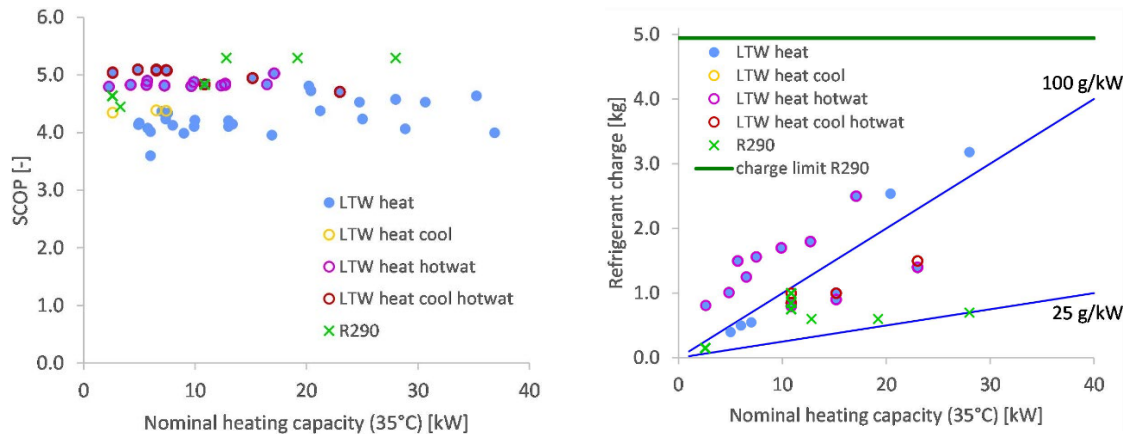 6.0
5.0
4.0
3.0
2.0
1.0
0.0
SCOP [-]
LTW heat
LTW heat cool
LTW heat hotwat
LTW heat cool hotwat
R290
0
10
20
30
40
Nominal heating capacity (35°C) [kW]
5.0
4.0
3.0
2.0
1.0
0.0
Refrigerant charge [kg]
LTW heat
LTW heat cool
LTW heat hotwat
LTW heat cool hotwat
R290
charge limit R290
100 g/kW
25 g/kW
0
10
20
30
40
Nominal heating capacity (35°C) [kW]